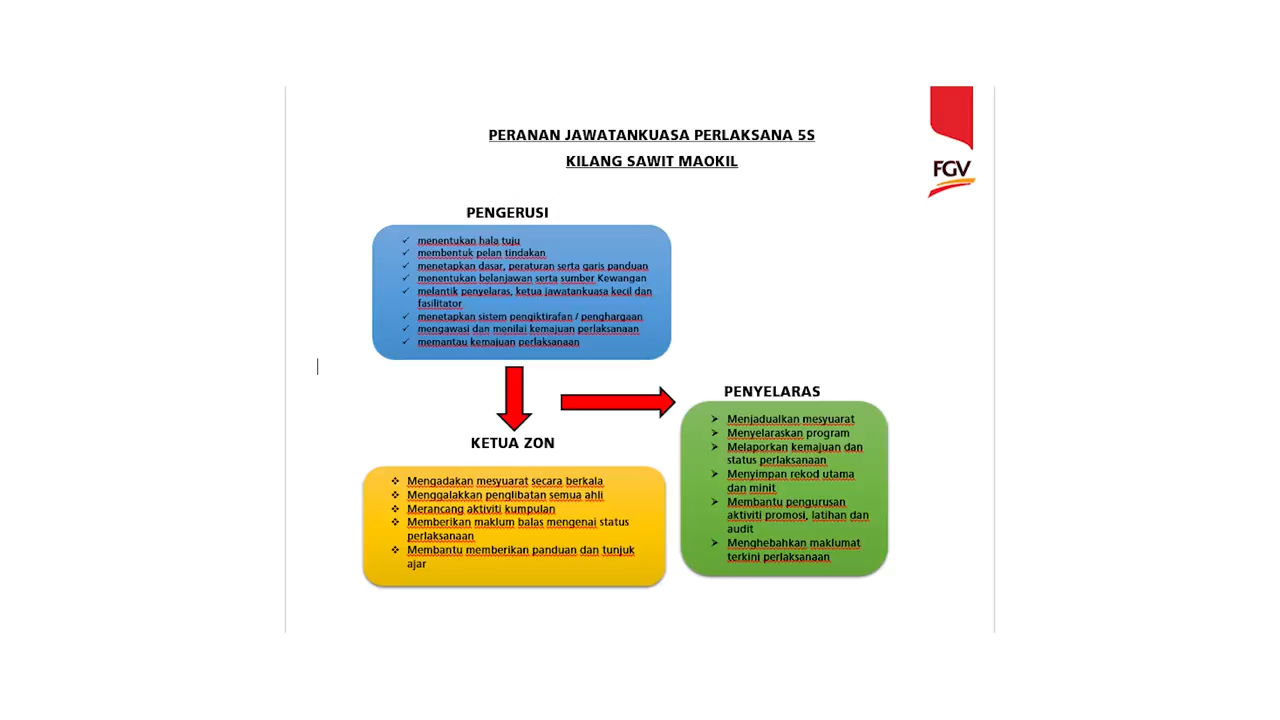 PERANAN JAWATANKUASA PERLAKSANA 5S
KILANG SAWIT MAOKIL
FGV
PENGERUSI
✓ menentukan hala tuju
✓ membentuk pelan tindakan
✓ menetapkan dasar, peraturan serta garis panduan
✓ menentukan belanjawan serta sumber Kewangan
✓ melantik penyelaras, ketua jawatankuasa kecil dan
fasilitator
✓ menetapkan sistem pengiktirafan / penghargaan
✓ mengawasi dan menilai kemajuan perlaksanaan
✓ memantau kemajuan perlaksanaan
KETUA ZON
❖ Mengadakan mesyuarat secara berkala
❖ Menggalakkan penglibatan semua ahli
❖ Merancang aktiviti kumpulan
❖ Memberikan maklum balas mengenai status
perlaksanaan
❖ Membantu memberikan panduan dan tunjuk
ajar
PENYELARAS
➢ Menjadualkan mesyuarat
➢ Menyelaraskan program
➢ Melaporkan kemajuan dan
status perlaksanaan
➢ Menyimpan rekod utama
dan minit
➢ Membantu pengurusan
aktiviti promosi, latihan dan
audit
➢ Menghebahkan maklumat
terkini perlaksanaan